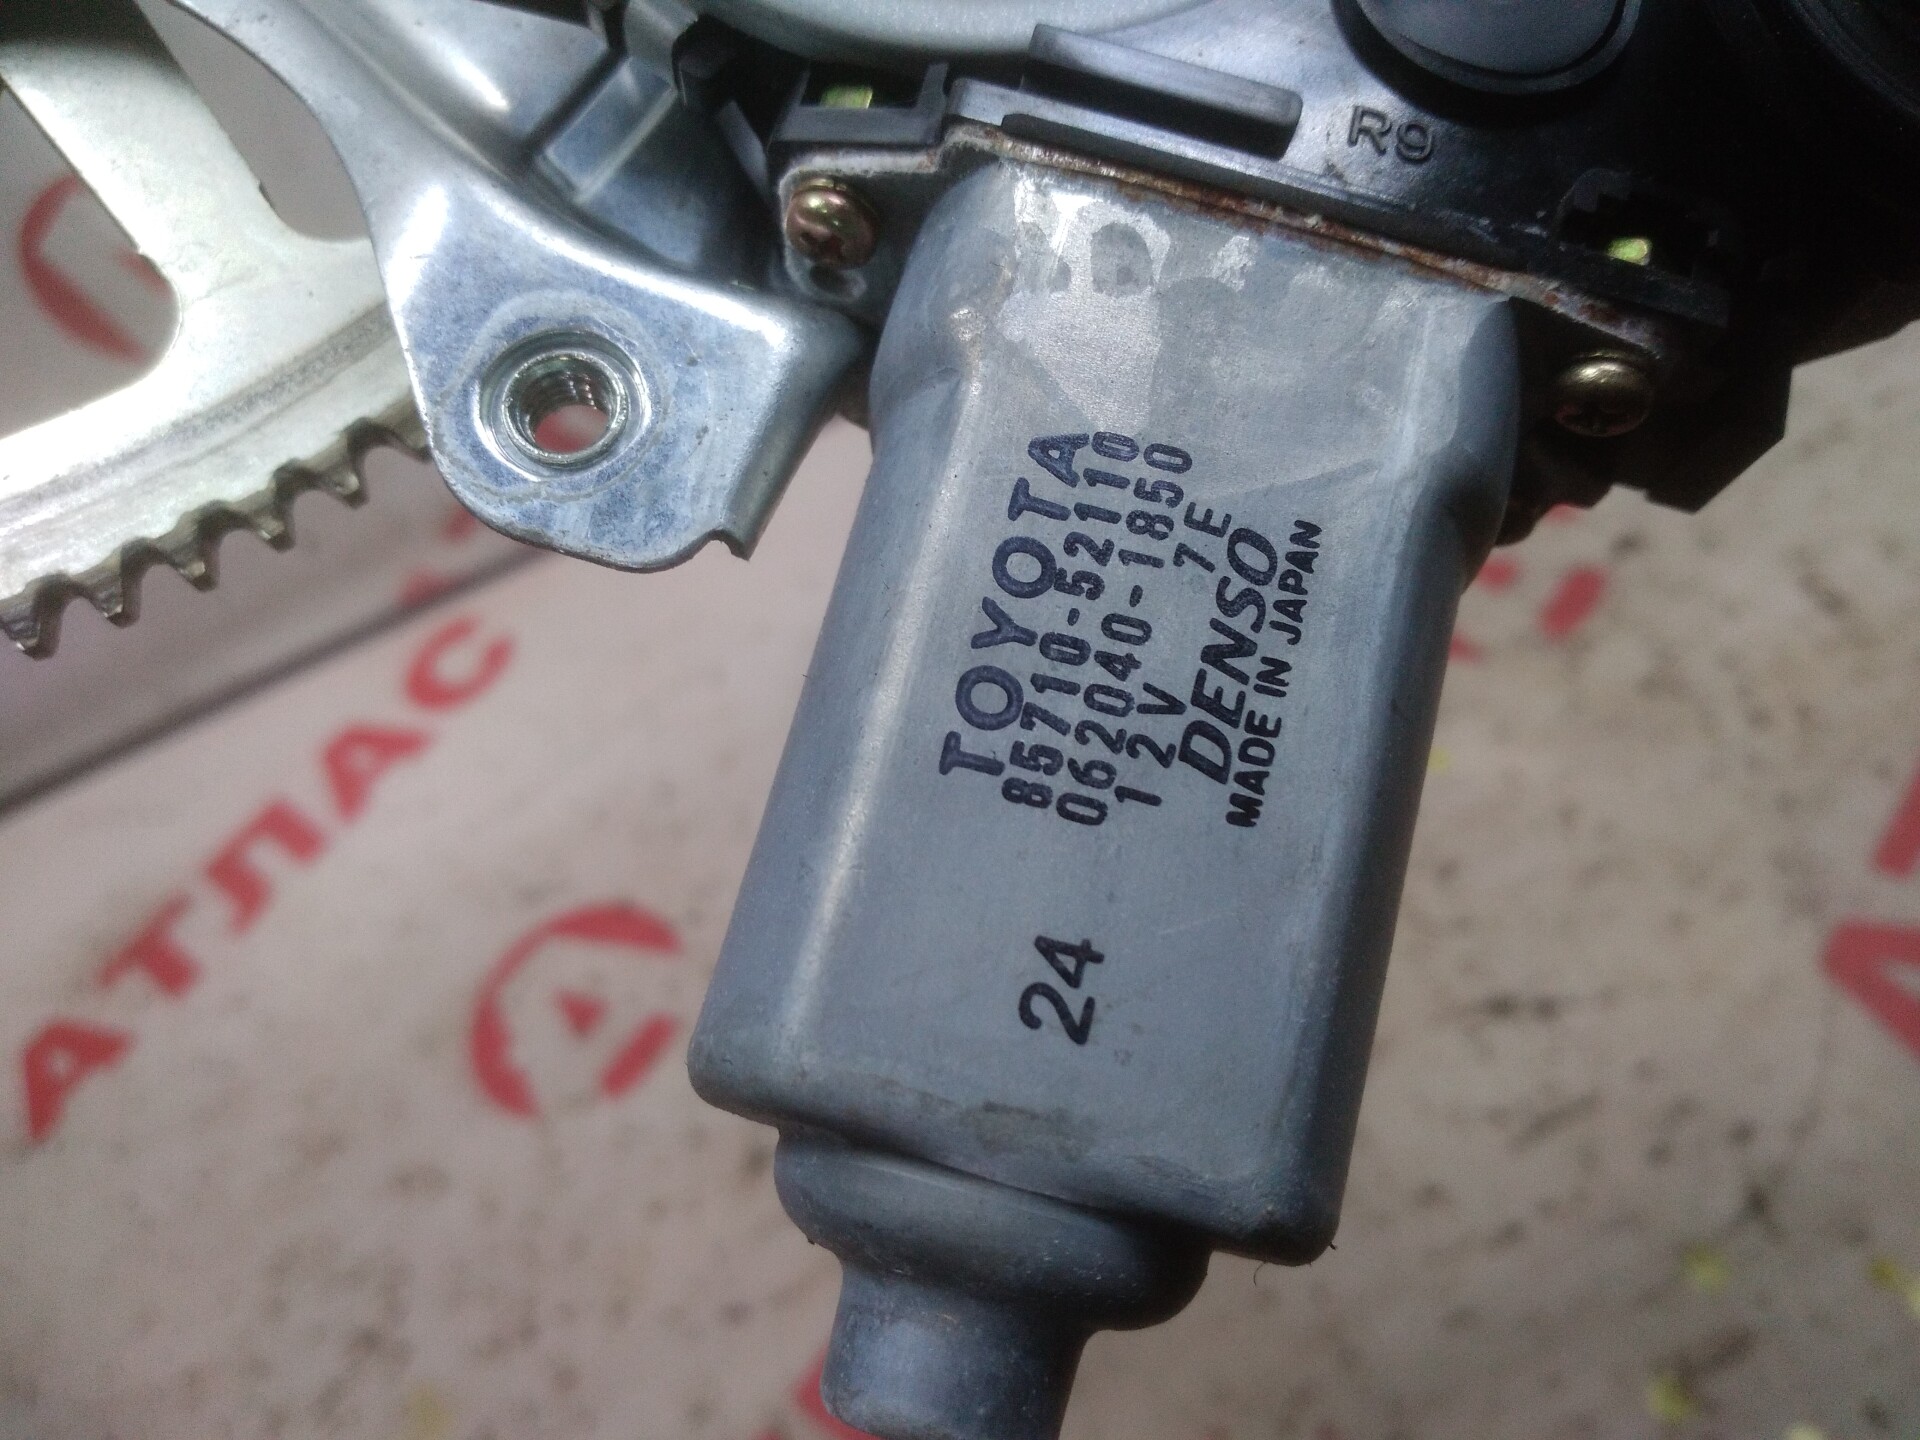 R9
TOYOTA
85710-52110
062040-1850
12V 7E
DENSO
MADE IN JAPAN
24
АТЛАС